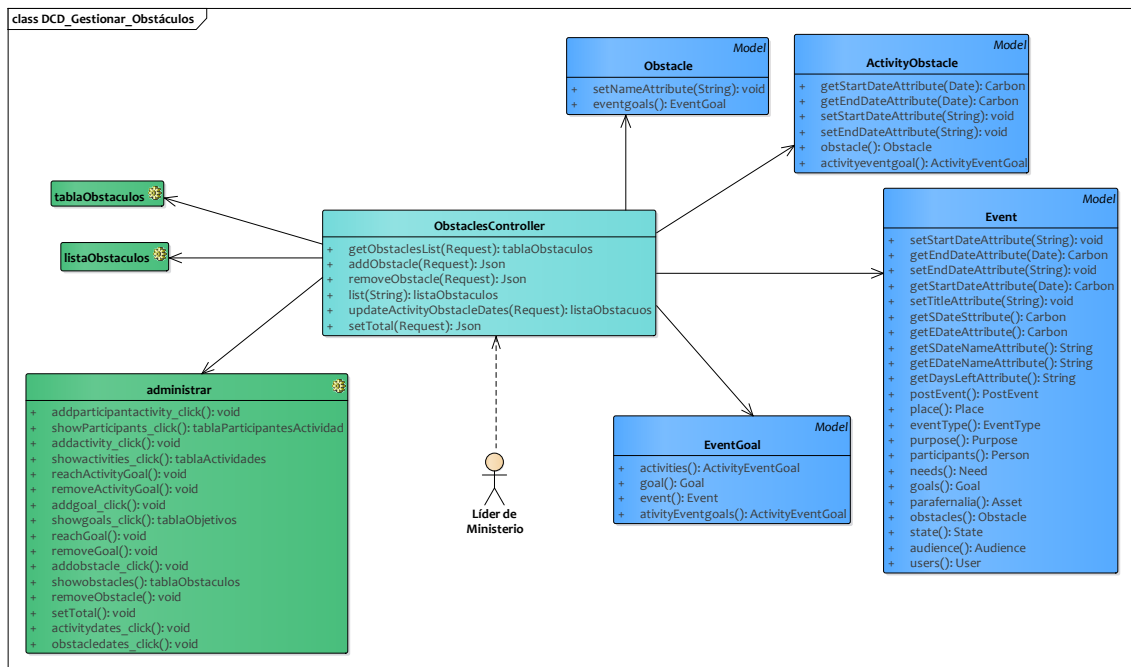 class DCD_Gestionar_Obstáculos
Model
Obstacle
+ setNameAttribute(String): void
+ eventgoals(): EventGoal
Model
ActivityObstacle
+ getStartDateAttribute(Date): Carbon
+ getEndDateAttribute(Date): Carbon
+ setStartDateAttribute(String): void
+ setEndDateAttribute(String): void
+ obstacle(): Obstacle
+ activityeventgoal(): ActivityEventGoal
tablaObstaculos
listaObstaculos
ObstaclesController
+ getObstaclesList(Request): tablaObstaculos
+ addObstacle(Request): Json
+ removeObstacle(Request): Json
+ list(String): listaObstaculos
+ updateActivityObstacleDates(Request): listaObstacuos
+ setTotal(Request): Json
Model
Event
+ setStartDateAttribute(String): void
+ getEndDateAttribute(Date): Carbon
+ setEndDateAttribute(String): void
+ getStartDateAttribute(Date): Carbon
+ setTitleAttribute(String): void
+ getSDateSttribute(): Carbon
+ getEDateAttribute(): Carbon
+ getSDateNameAttribute(): String
+ getEDateNameAttribute(): String
+ getDaysLeftAttribute(): String
+ postEvent(): PostEvent
+ place(): Place
+ eventType(): EventType
+ purpose(): Purpose
+ participants(): Person
+ needs(): Need
+ goals(): Goal
+ parafernalia(): Asset
+ obstacles(): Obstacle
+ state(): State
+ audience(): Audience
+ users(): User
administrar
+ addparticipantactivity_click(): void
+ showParticipants_click(): tablaParticipantesActividad
+ addactivity_click(): void
+ showactivities_click(): tablaActividades
+ reachActivityGoal(): void
+ removeActivityGoal(): void
+ addgoal_click(): void
+ showgoals_click(): tablaObjetivos
+ reachGoal(): void
+ removeGoal(): void
+ addobstacle_click(): void
+ showobstacles(): tablaObstaculos
+ removeObstacle(): void
+ setTotal(): void
+ activitydates_click(): void
+ obstacledates_click(): void
Líder de
Ministerio
Model
EventGoal
+ activities(): ActivityEventGoal
+ goal(): Goal
+ event(): Event
+ ativityEventgoals(): ActivityEventGoal